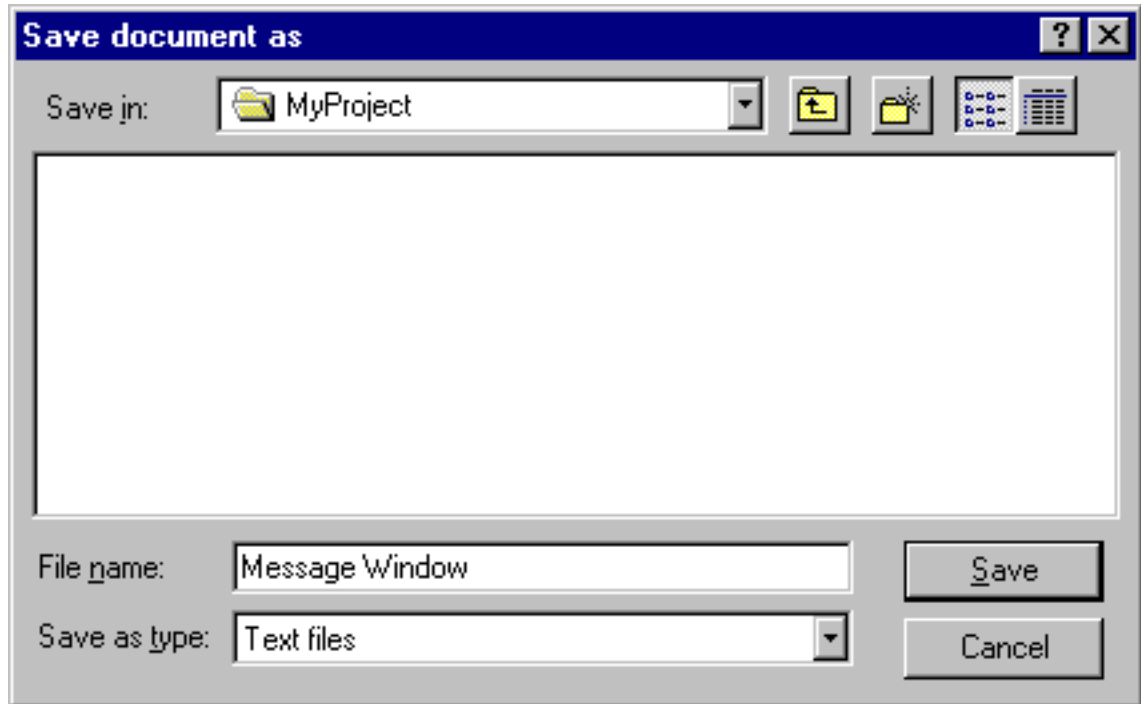 Save document as
Save in: MyProject
File name: Message Window
Save
Save as type: Text files
Cancel